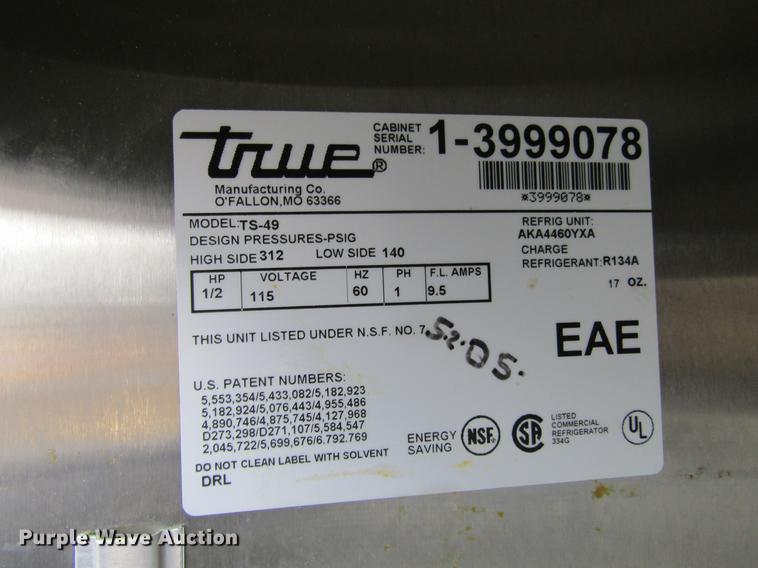 true®
Manufacturing Co.
O'FALLON,MO 63366
CABINET
SERIAL
NUMBER: 1-3999078
*3999078*
MODEL: TS-49
DESIGN PRESSURES-PSIG
HIGH SIDE 312 LOW SIDE 140
REFRIG UNIT:
AKA4460YXA
CHARGE
REFRIGERANT: R134A
17 OZ.
HP VOLTAGE HZ PH F.L. AMPS
1/2 115 60 1 9.5
THIS UNIT LISTED UNDER N.S.F. NO. 7
5205.
EAE
U.S. PATENT NUMBERS:
5,553,354/5,433,082/5,182,923
5,182,924/5,076,443/4,955,486
4,890,746/4,875,745/4,127,968
D273,298/D271,107/5,584,547
2,045,722/5,699,676/6.792.769
DO NOT CLEAN LABEL WITH SOLVENT
DRL
ENERGY
SAVING
NSF®
SA
LISTED
COMMERCIAL
REFRIGERATOR
334G
UL
Purple Wave Auction